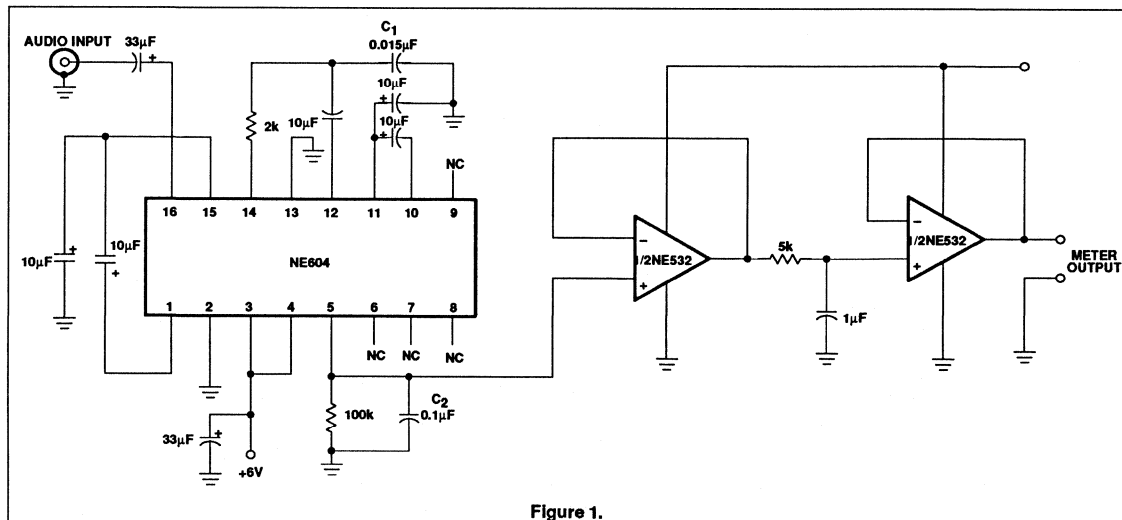 AUDIO INPUT
33μF
+
C1
0.015μF
10μF
+
10μF
+
2k
10μF
NC
16 15 14 13 12 11 10 9
10μF
+
10μF
+
NE604
1 2 3 4 5 6 7 8
NC NC NC
33μF
+
+6V
100k
C2
0.1μF
−
1/2NE532
+
5k
1μF
−
1/2NE532
+
METER
OUTPUT
Figure 1.